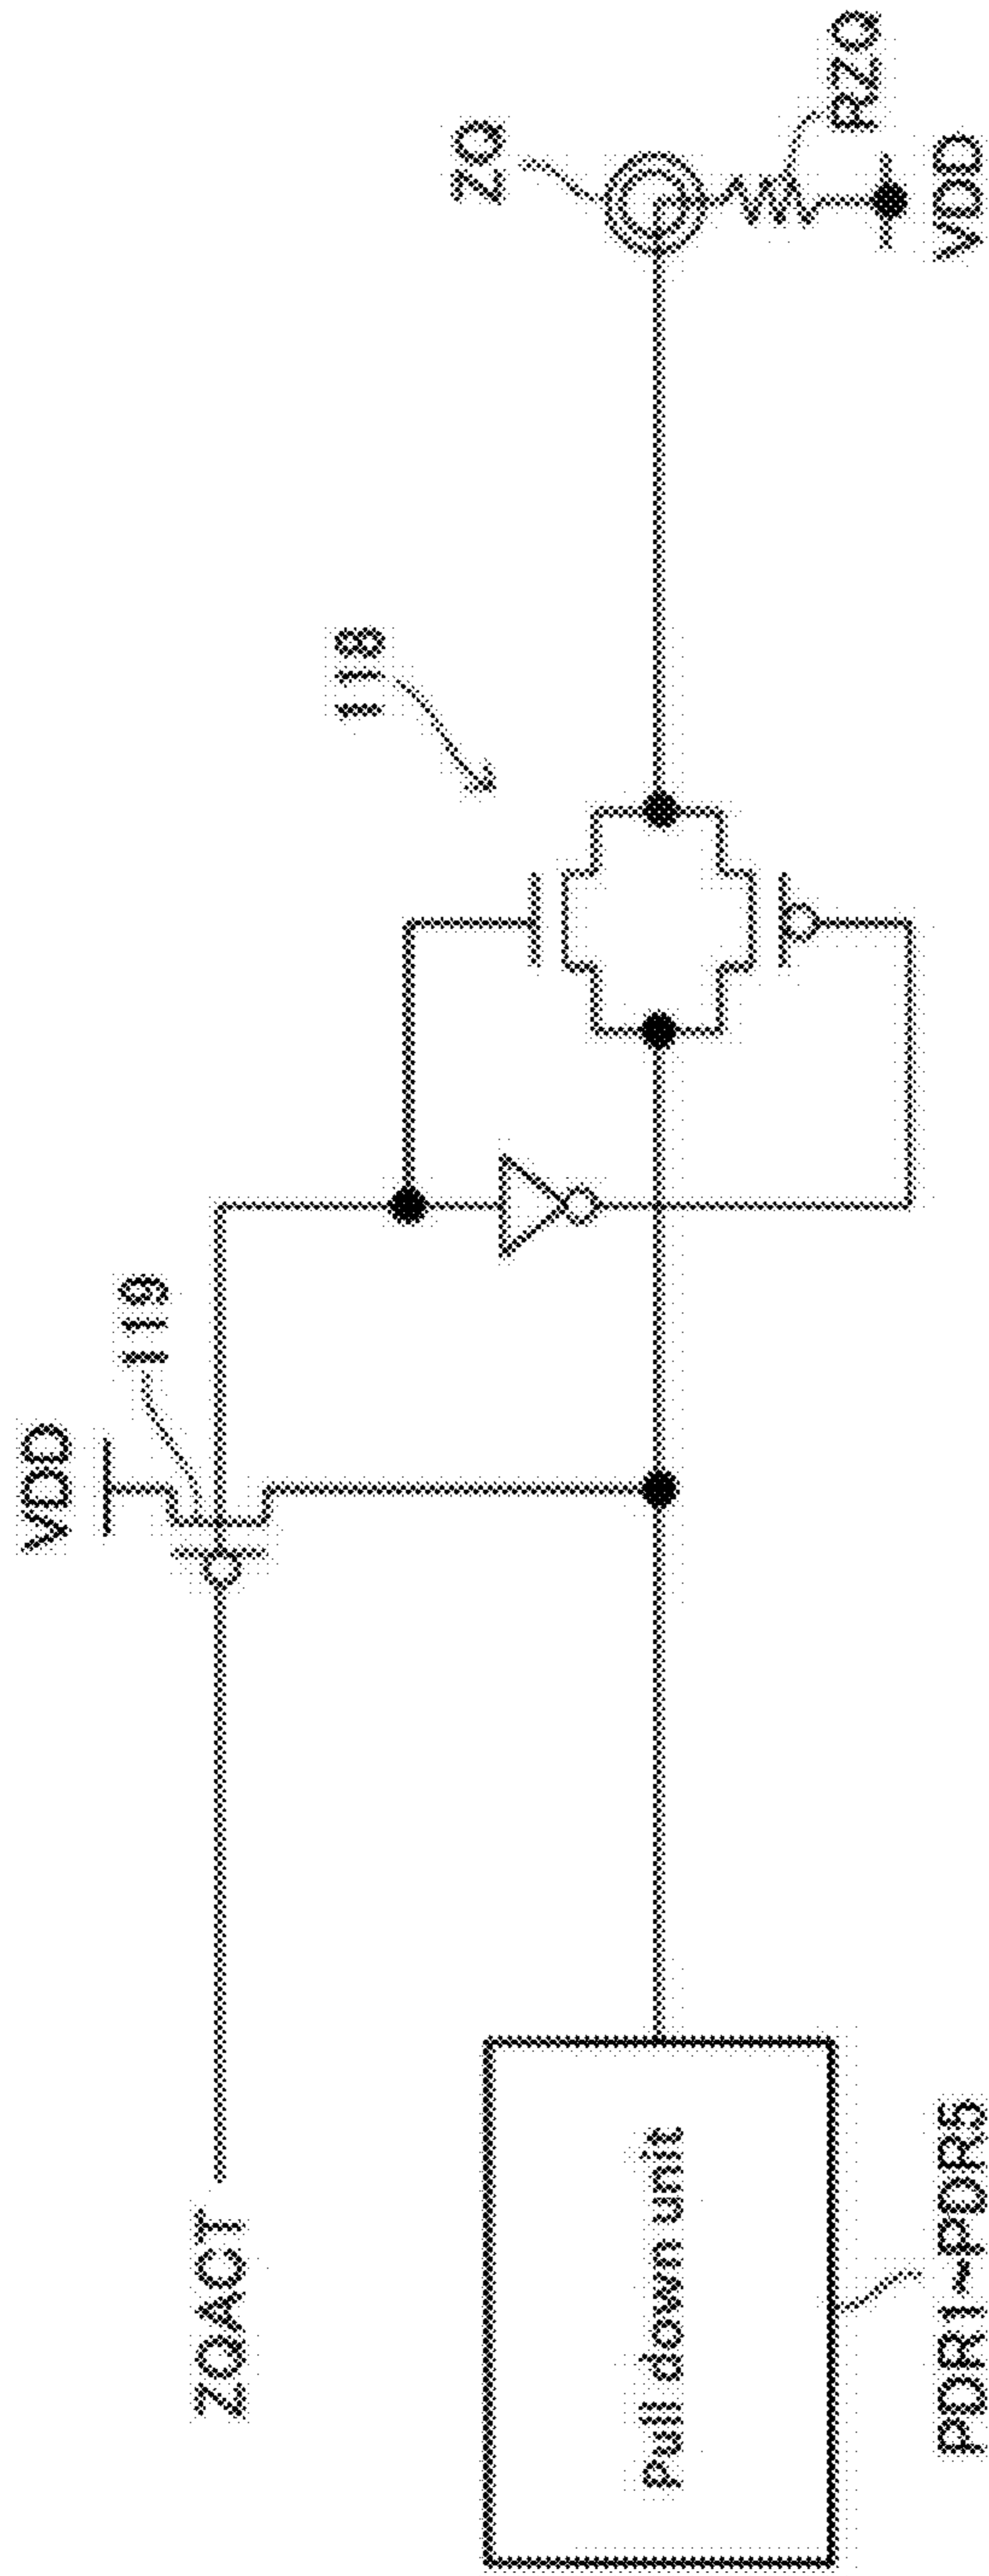 VDD
119
118
ZQ
RZQ
VDD
ZQACT
Pull down unit
PDR1~PDR5